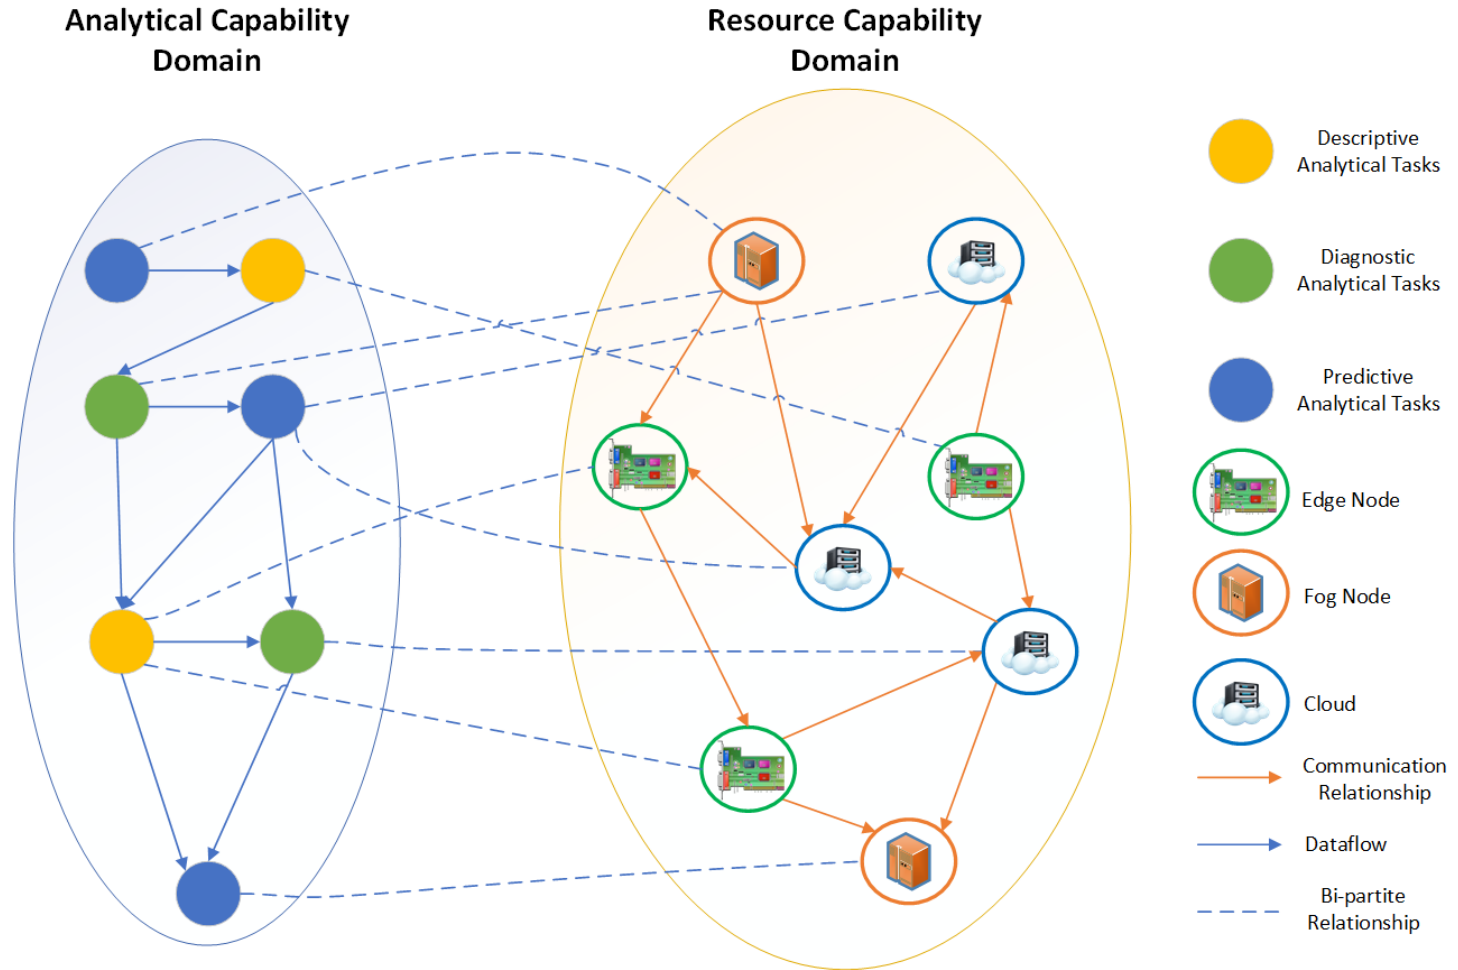 Analytical Capability
Domain
Resource Capability
Domain
Descriptive
Analytical Tasks
Diagnostic
Analytical Tasks
Predictive
Analytical Tasks
Edge Node
Fog Node
Cloud
Communication
Relationship
Dataflow
Bi-partite
Relationship